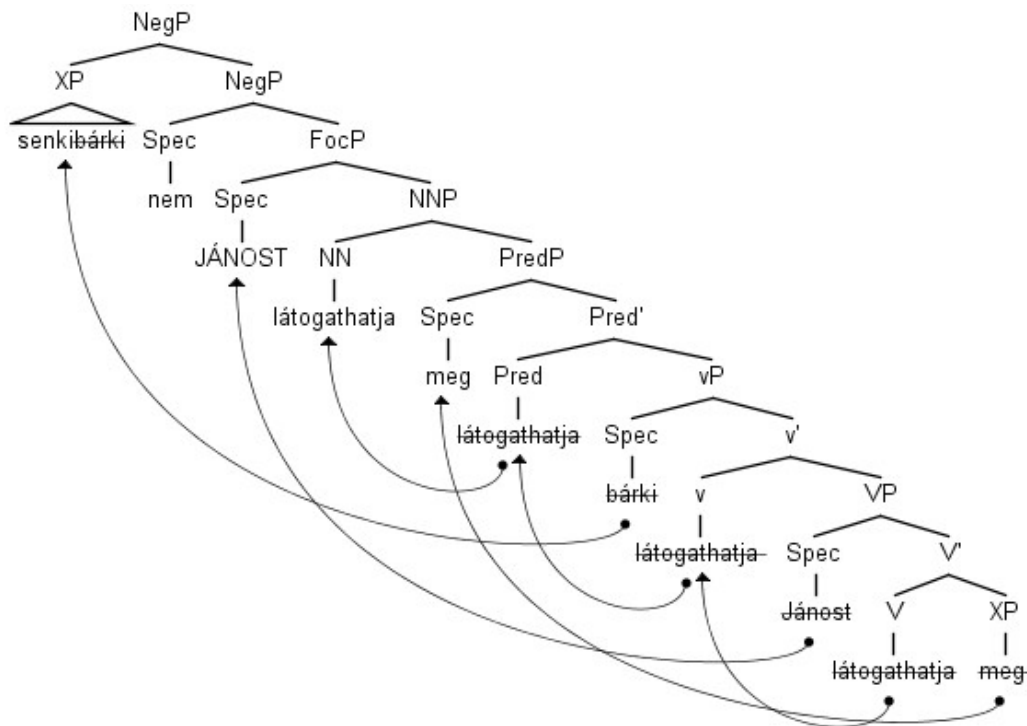 NegP
XP NegP
senkibárki Spec FocP
nem Spec NNP
JÁNOST NN PredP
látogathatja Spec Pred'
meg Pred vP
látogathatja Spec v'
bárki v VP
látogathatja Spec V'
Jánost V XP
látogathatja meg